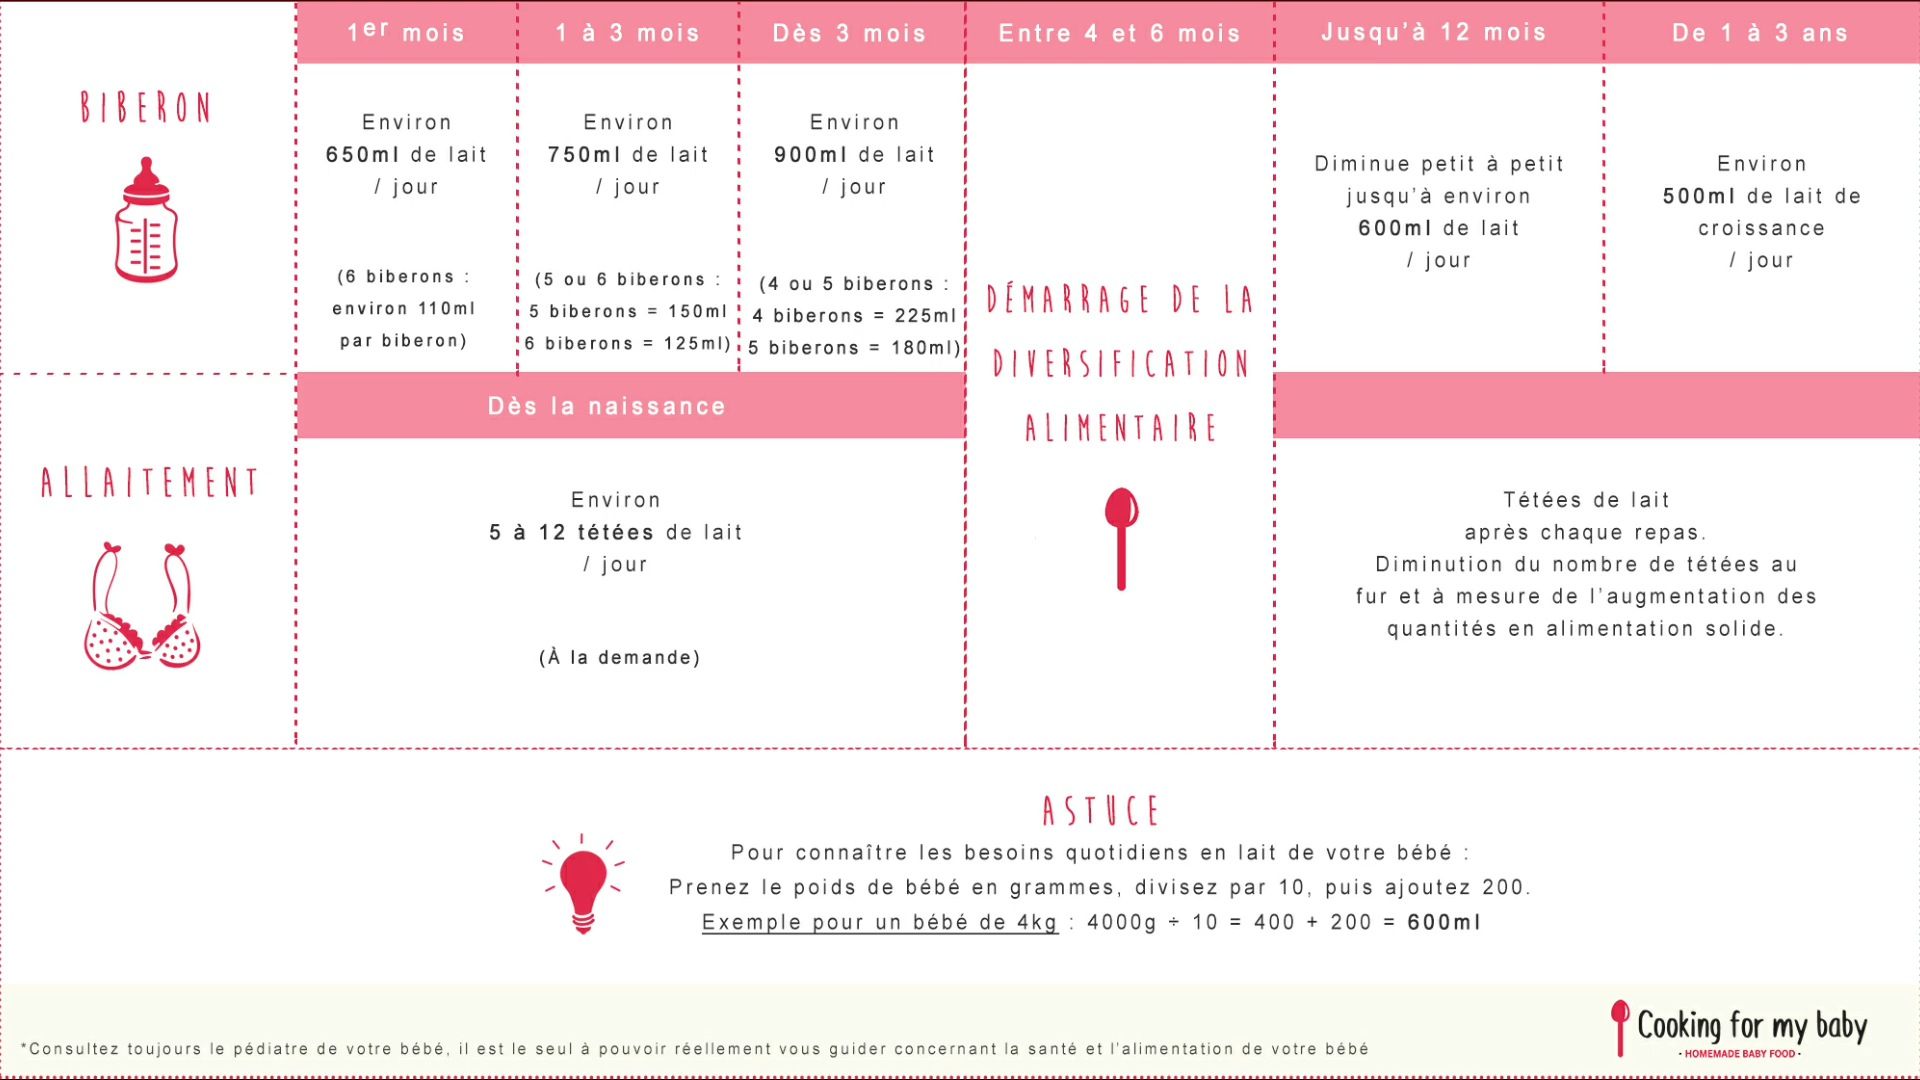 1er mois
1 à 3 mois
Dès 3 mois
Entre 4 et 6 mois
Jusqu'à 12 mois
De 1 à 3 ans
BIBERON
Environ
650ml de lait
/ jour
(6 biberons :
environ 110ml
par biberon)
Environ
750ml de lait
/ jour
(5 ou 6 biberons :
5 biberons = 150ml
6 biberons = 125ml)
Environ
900ml de lait
/ jour
(4 ou 5 biberons :
4 biberons = 225ml
5 biberons = 180ml)
DÉMARRAGE DE LA
DIVERSIFICATION
ALIMENTAIRE
Diminue petit à petit
jusqu'à environ
600ml de lait
/ jour
Environ
500ml de lait de
croissance
/ jour
ALLAITEMENT
Dès la naissance
Environ
5 à 12 tétées de lait
/ jour
(À la demande)
Tétées de lait
après chaque repas.
Diminution du nombre de tétées au
fur et à mesure de l'augmentation des
quantités en alimentation solide.
ASTUCE
Pour connaître les besoins quotidiens en lait de votre bébé :
Prenez le poids de bébé en grammes, divisez par 10, puis ajoutez 200.
Exemple pour un bébé de 4kg : 4000g ÷ 10 = 400 + 200 = 600ml
*Consultez toujours le pédiatre de votre bébé, il est le seul à pouvoir réellement vous guider concernant la santé et l'alimentation de votre bébé
Cooking for my baby
- HOMEMADE BABY FOOD -